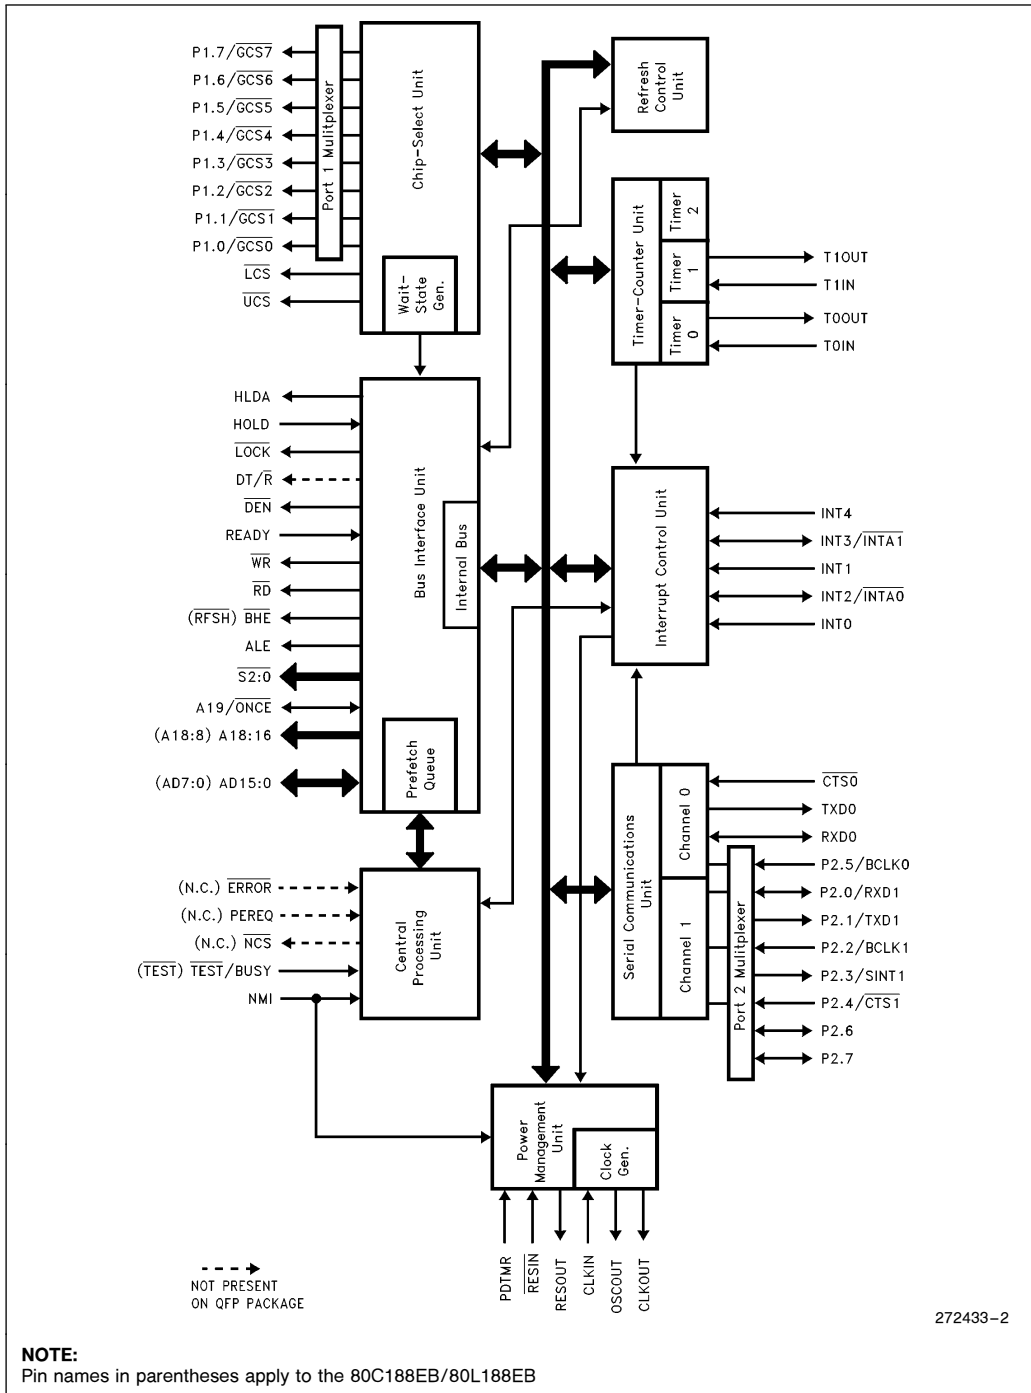 P1.7/GCS7
P1.6/GCS6
P1.5/GCS5
P1.4/GCS4
P1.3/GCS3
P1.2/GCS2
P1.1/GCS1
P1.0/GCS0
LCS
UCS
Port 1 Mulitplexer
Chip-Select Unit
Wait-
State
Gen.
Refresh
Control
Unit
Timer-Counter Unit
Timer
2
Timer
1
Timer
0
T1OUT
T1IN
T0OUT
T0IN
HLDA
HOLD
LOCK
DT/R
DEN
READY
WR
RD
(RFSH) BHE
ALE
S2:0
A19/ONCE
(A18:8) A18:16
(AD7:0) AD15:0
Bus Interface Unit
Internal Bus
Prefetch
Queue
Interrupt Control Unit
INT4
INT3/INTA1
INT1
INT2/INTA0
INT0
(N.C.) ERROR
(N.C.) PEREQ
(N.C.) NCS
(TEST) TEST/BUSY
NMI
Central
Processing
Unit
Serial Communications
Unit
Channel 0
Channel 1
Port 2 Mulitplexer
CTS0
TXD0
RXD0
P2.5/BCLK0
P2.0/RXD1
P2.1/TXD1
P2.2/BCLK1
P2.3/SINT1
P2.4/CTS1
P2.6
P2.7
Power
Management
Unit
Clock
Gen.
PDTMR
RESIN
RESOUT
CLKIN
OSCOUT
CLKOUT
NOT PRESENT
ON QFP PACKAGE
272433–2
NOTE:
Pin names in parentheses apply to the 80C188EB/80L188EB